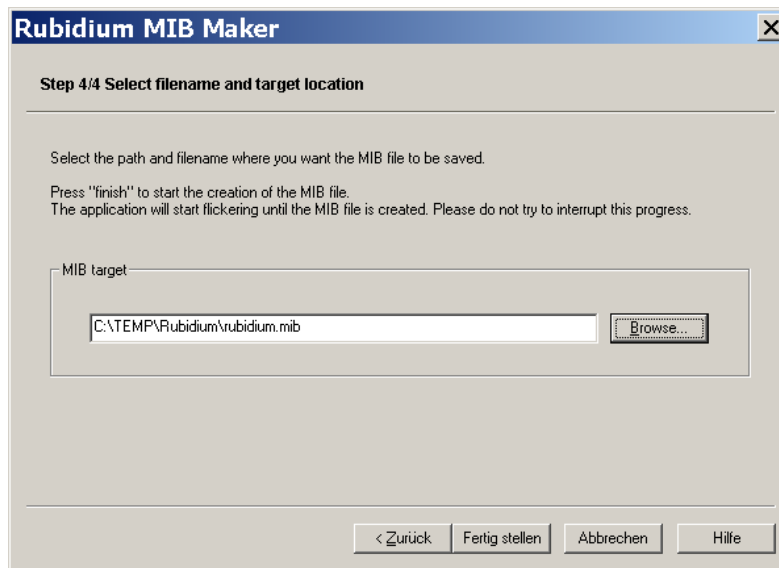 Rubidium MIB Maker
Step 4/4 Select filename and target location
Select the path and filename where you want the MIB file to be saved.
Press "finish" to start the creation of the MIB file.
The application will start flickering until the MIB file is created. Please do not try to interrupt this progress.
MIB target
C:\TEMP\Rubidium\rubidium.mib
Browse...
< Zurück
Fertig stellen
Abbrechen
Hilfe